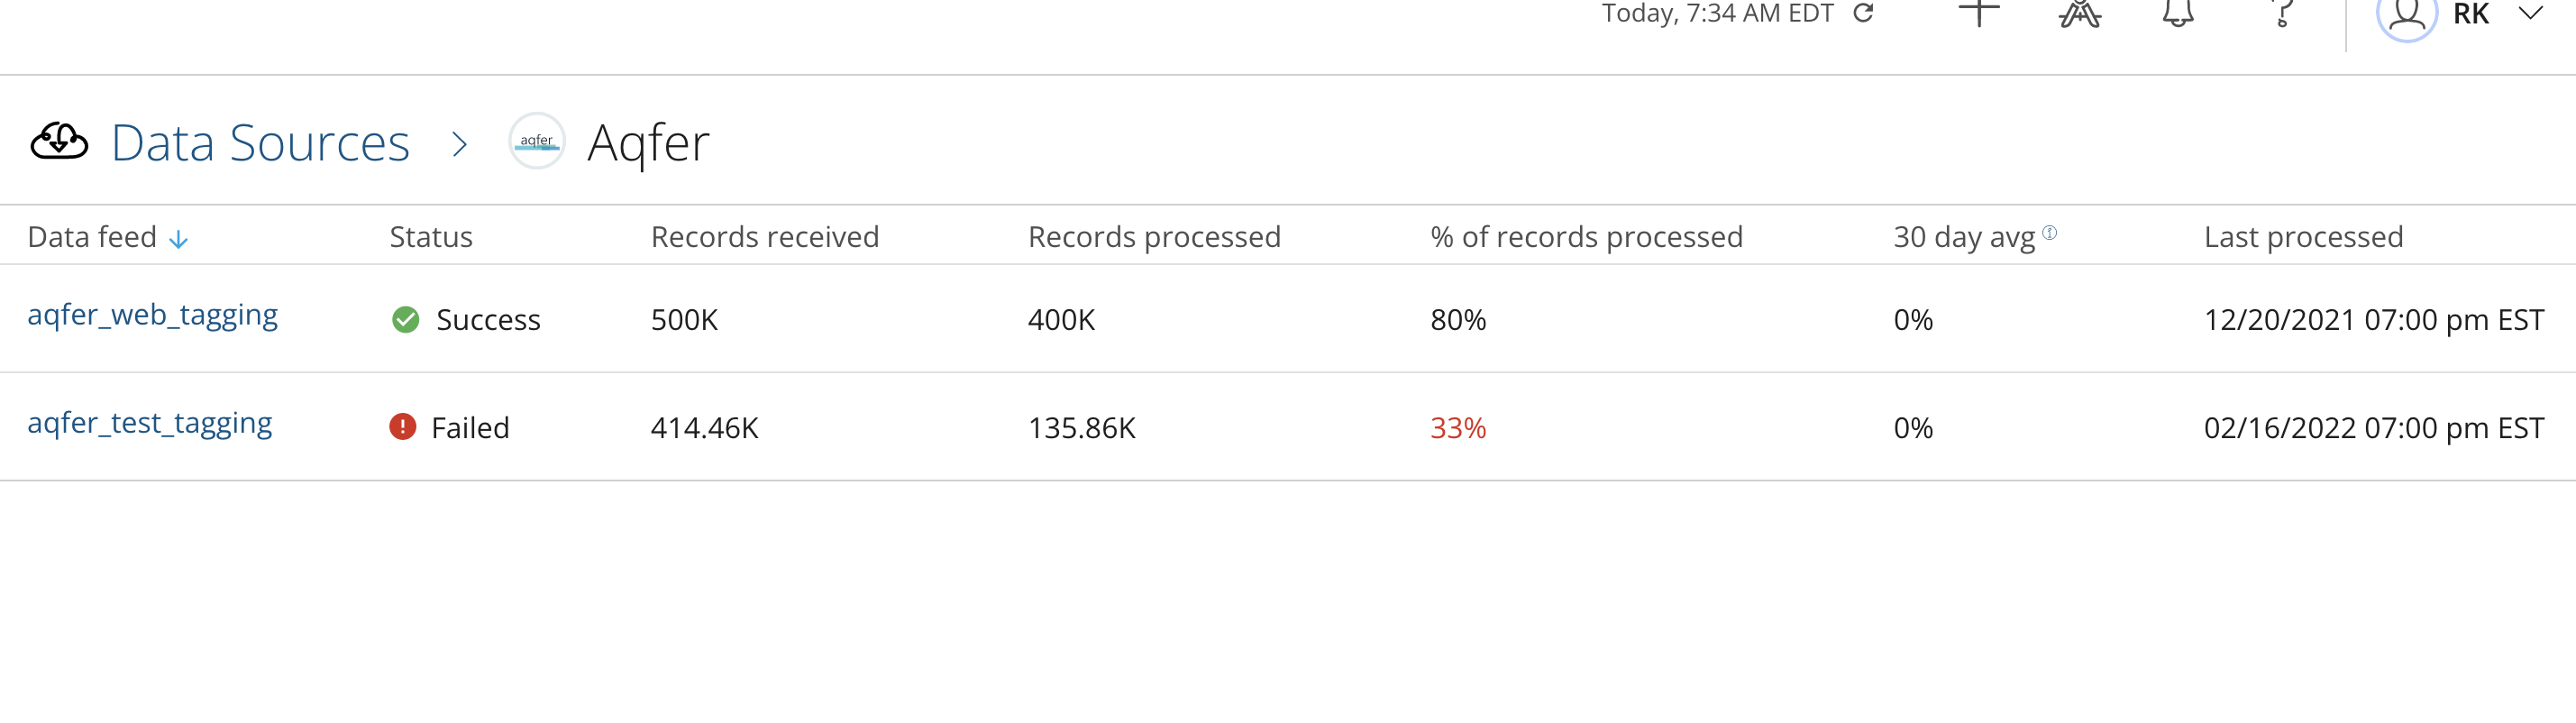 Today, 7:34 AM EDT RK
Data Sources > aqfer Aqfer
Data feed Status Records received Records processed % of records processed 30 day avg Last processed
aqfer_web_tagging Success 500K 400K 80% 0% 12/20/2021 07:00 pm EST
aqfer_test_tagging Failed 414.46K 135.86K 33% 0% 02/16/2022 07:00 pm EST